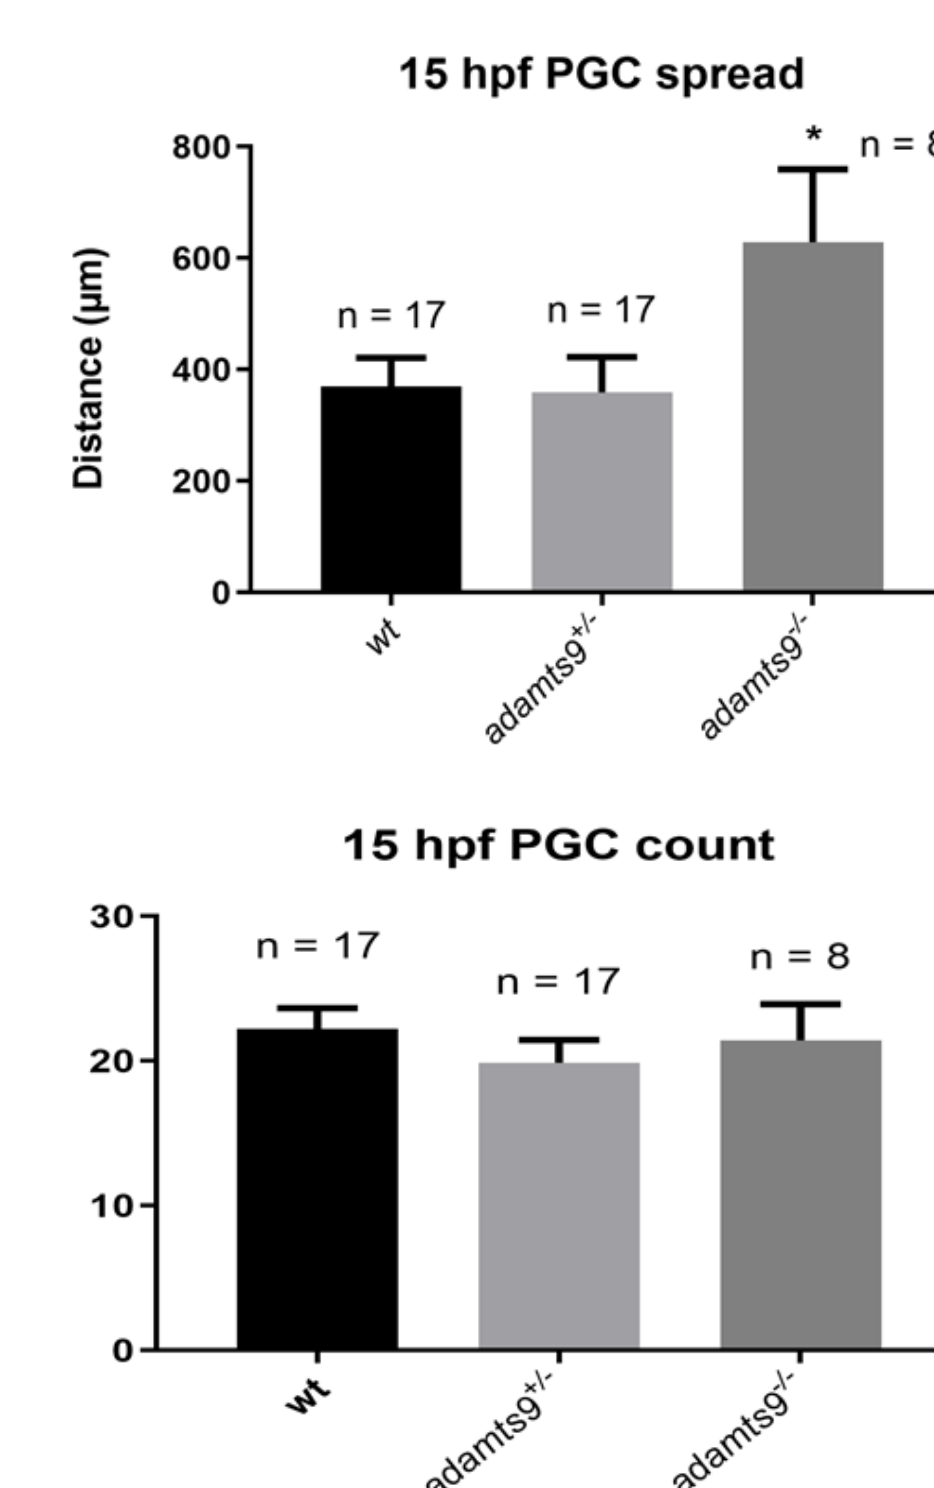 15 hpf PGC spread
* n = 8
800
600
400
200
0
Distance (µm)
n = 17
n = 17
wt
adamts9+/-
adamts9-/-
15 hpf PGC count
30
20
10
0
n = 17
n = 17
n = 8
wt
adamts9+/-
adamts9-/-